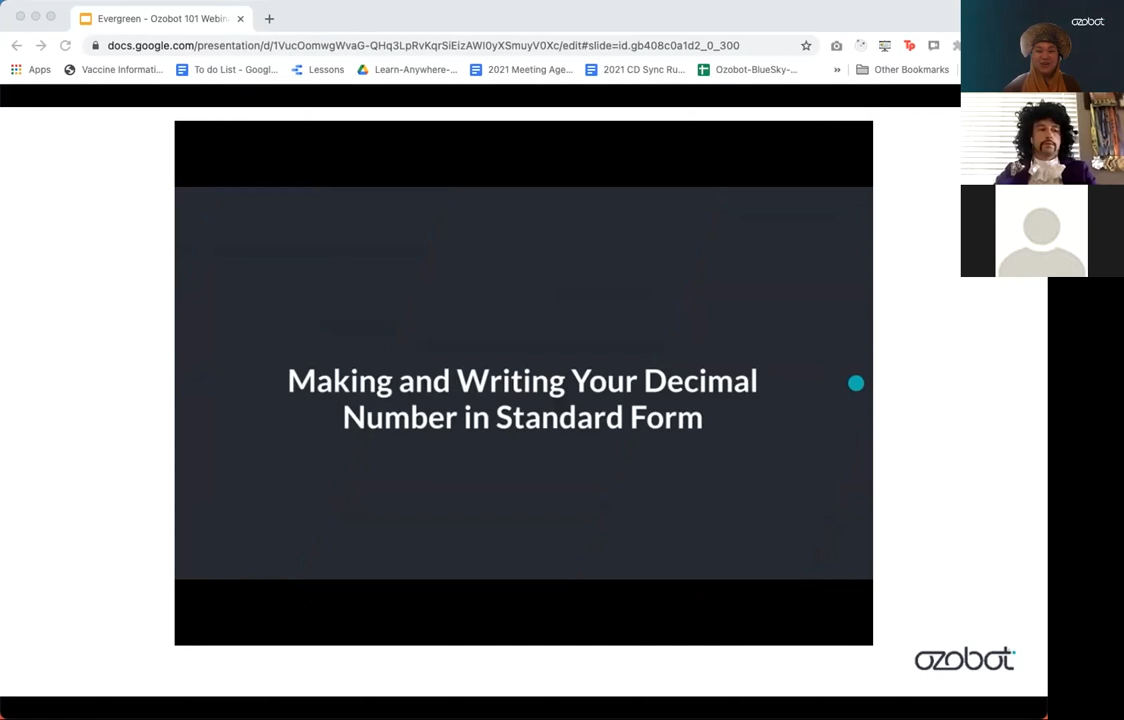 Evergreen - Ozobot 101 Webin
docs.google.com/presentation/d/1VucOomwgWvaG-QHq3LpRvKqrSiEizAWl0yXSmuyV0Xc/edit#slide=id.gb408c0a1d2_0_300
Apps
Vaccine Informati...
To do List - Googl...
Lessons
Learn-Anywhere-...
2021 Meeting Age...
2021 CD Sync Ru...
Ozobot-BlueSky-...
»
Other Bookmarks
ozobot
Making and Writing Your Decimal
Number in Standard Form
ozobot